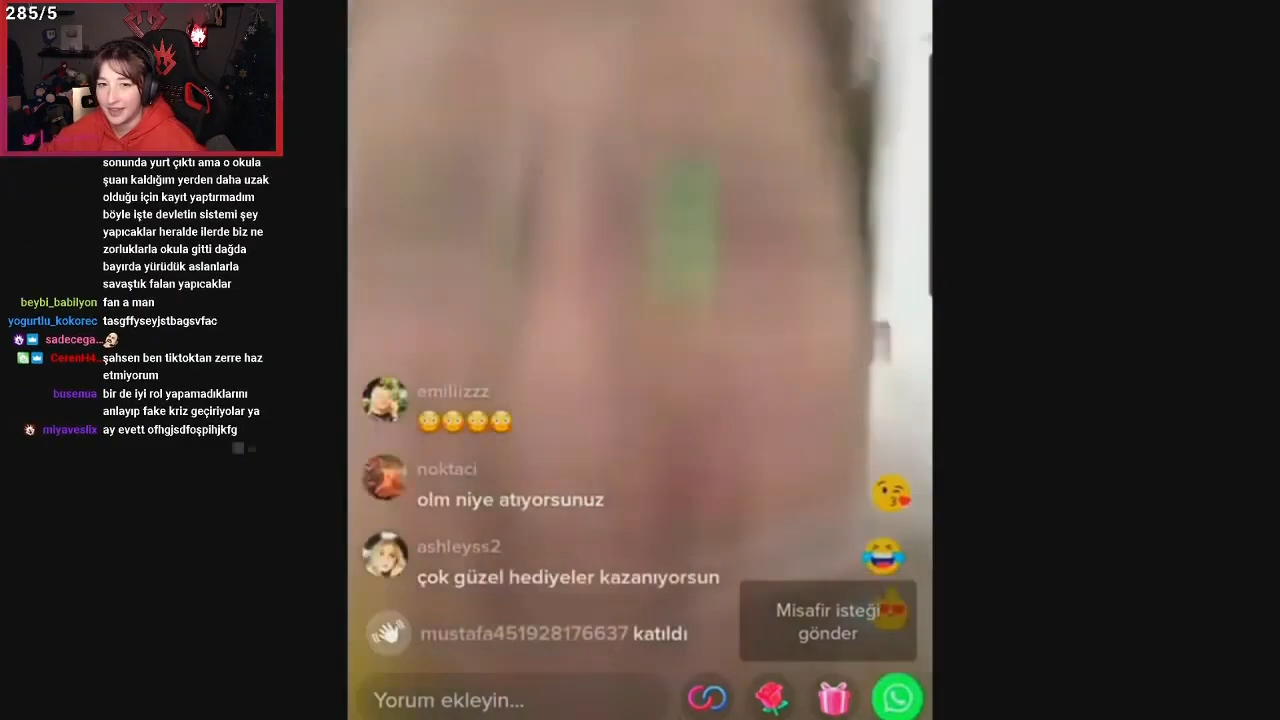 285/5
sonunda yurt çıktı ama o okula
şuan kaldığım yerden daha uzak
olduğu için kayıt yaptırmadım
böyle işte devletin sistemi şey
yapıcaklar heralde ilerde biz ne
zorluklarla okula gitti dağda
bayırda yürüdük aslanlarla
savaştık falan yapıcaklar
beybi_babilyon fan a man
yogurtlu_kokorec tasgffyseyjstbagsvfac
sadecega...
CerenH4... şahsen ben tiktoktan zerre haz
etmiyorum
busenua bir de iyi rol yapamadıklarını
anlayıp fake kriz geçiriyolar ya
miyaveslix ay evett ofhgjsdfoşpihjkfg
emiliizzz
noktaci
olm niye atıyorsunuz
ashleyss2
çok güzel hediyeler kazanıyorsun
mustafa451928176637 katıldı
Misafir isteği
gönder
Yorum ekleyin...